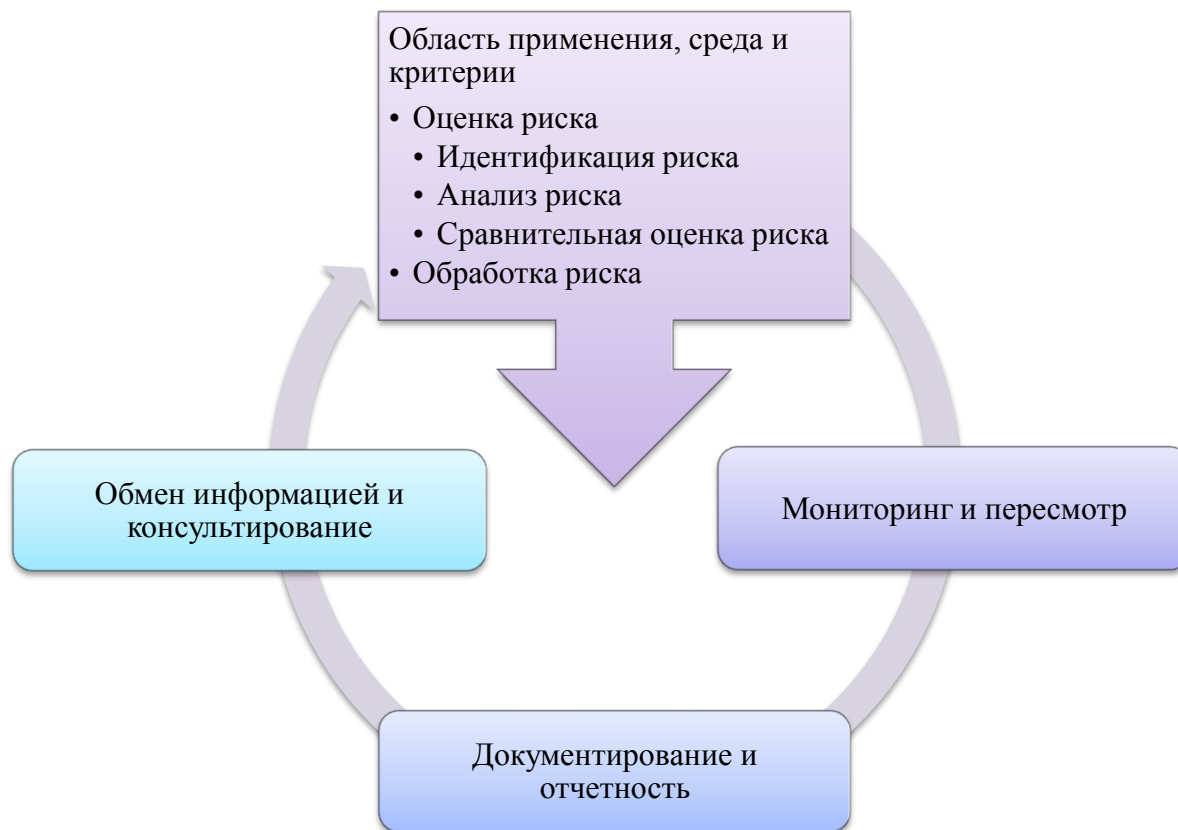 Область применения, среда и
критерии
• Оценка риска
• Идентификация риска
• Анализ риска
• Сравнительная оценка риска
• Обработка риска
Обмен информацией и
консультирование
Мониторинг и пересмотр
Документирование и
отчетность